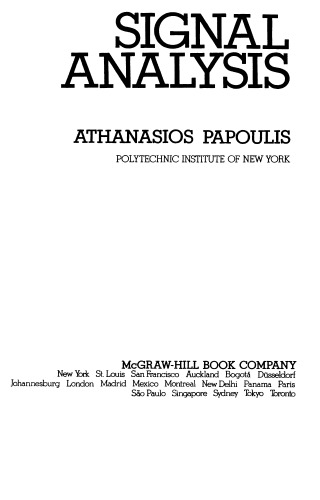 SIGNAL
ANALYSIS
ATHANASIOS PAPOULIS
POLYTECHNIC INSTITUTE OF NEW YORK
McGRAW-HILL BOOK COMPANY
New York St. Louis San Francisco Auckland Bogotá Düsseldorf
Johannesburg London Madrid Mexico Montreal New Delhi Panama Paris
São Paulo Singapore Sydney Tokyo Toronto